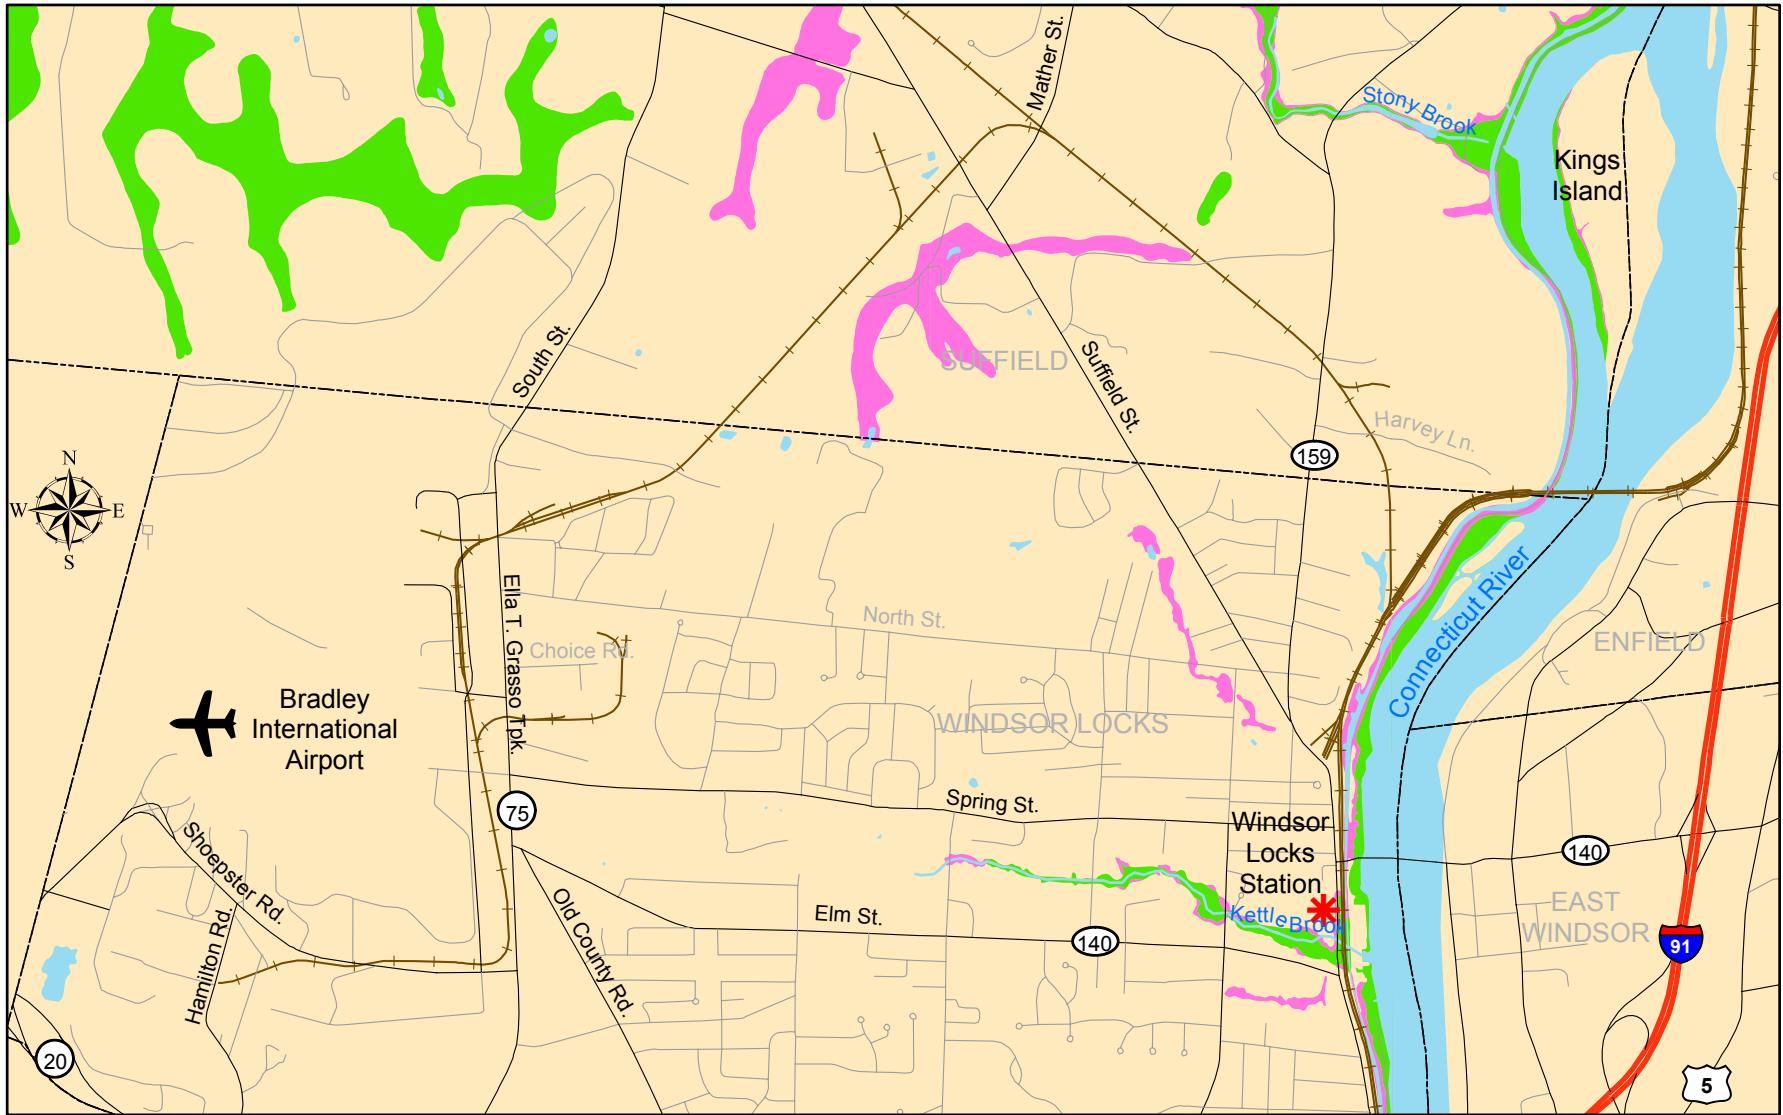 Mather St.
Stony Brook
Kings
Island
South St.
SUFFIELD
Suffield St.
Harvey Ln.
159
N
W
E
S
Connecticut River
Ella T. Grasso Tpk.
North St.
Choice Rd.
ENFIELD
Bradley
International
Airport
WINDSOR LOCKS
75
Spring St.
Windsor
Locks
Station
140
Shoepster Rd.
Hamilton Rd.
Old County Rd.
Elm St.
140
Kettle Brook
EAST
WINDSOR
91
20
5